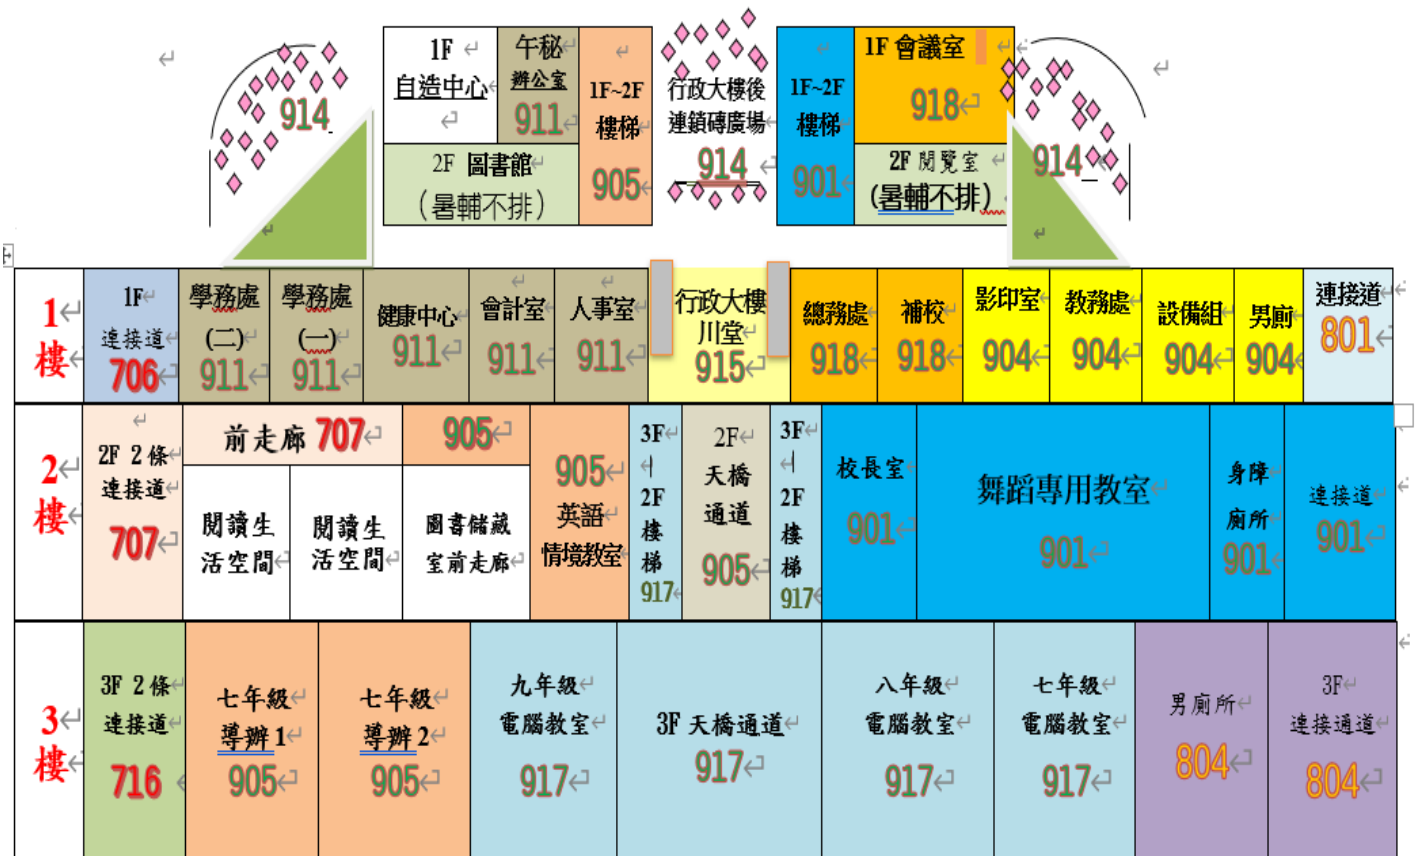 914
1F
自造中心
午秘
辦公室
911
2F 圖書館
（暑輔不排）
1F~2F
樓梯
905
行政大樓後
連鎖磚廣場
914
1F~2F
樓梯
901
1F 會議室
918
2F 閱覽室
(暑輔不排)
914
1
樓
1F
連接道
706
學務處
(二)
911
學務處
(一)
911
健康中心
911
會計室
911
人事室
911
行政大樓
川堂
915
總務處
918
補校
918
影印室
904
教務處
904
設備組
904
男廁
904
連接道
801
2
樓
2F 2 條
連接道
707
前走廊 707
閱讀生
活空間
閱讀生
活空間
905
圖書儲藏
室前走廊
905
英語
情境教室
3F
|
2F
樓
梯
917
2F
天橋
通道
905
3F
|
2F
樓
梯
917
校長室
901
舞蹈專用教室
901
身障
廁所
901
連接道
901
3
樓
3F 2 條
連接道
716
七年級
導辦 1
905
七年級
導辦 2
905
九年級
電腦教室
917
3F 天橋通道
917
八年級
電腦教室
917
七年級
電腦教室
917
男廁所
804
3F
連接通道
804